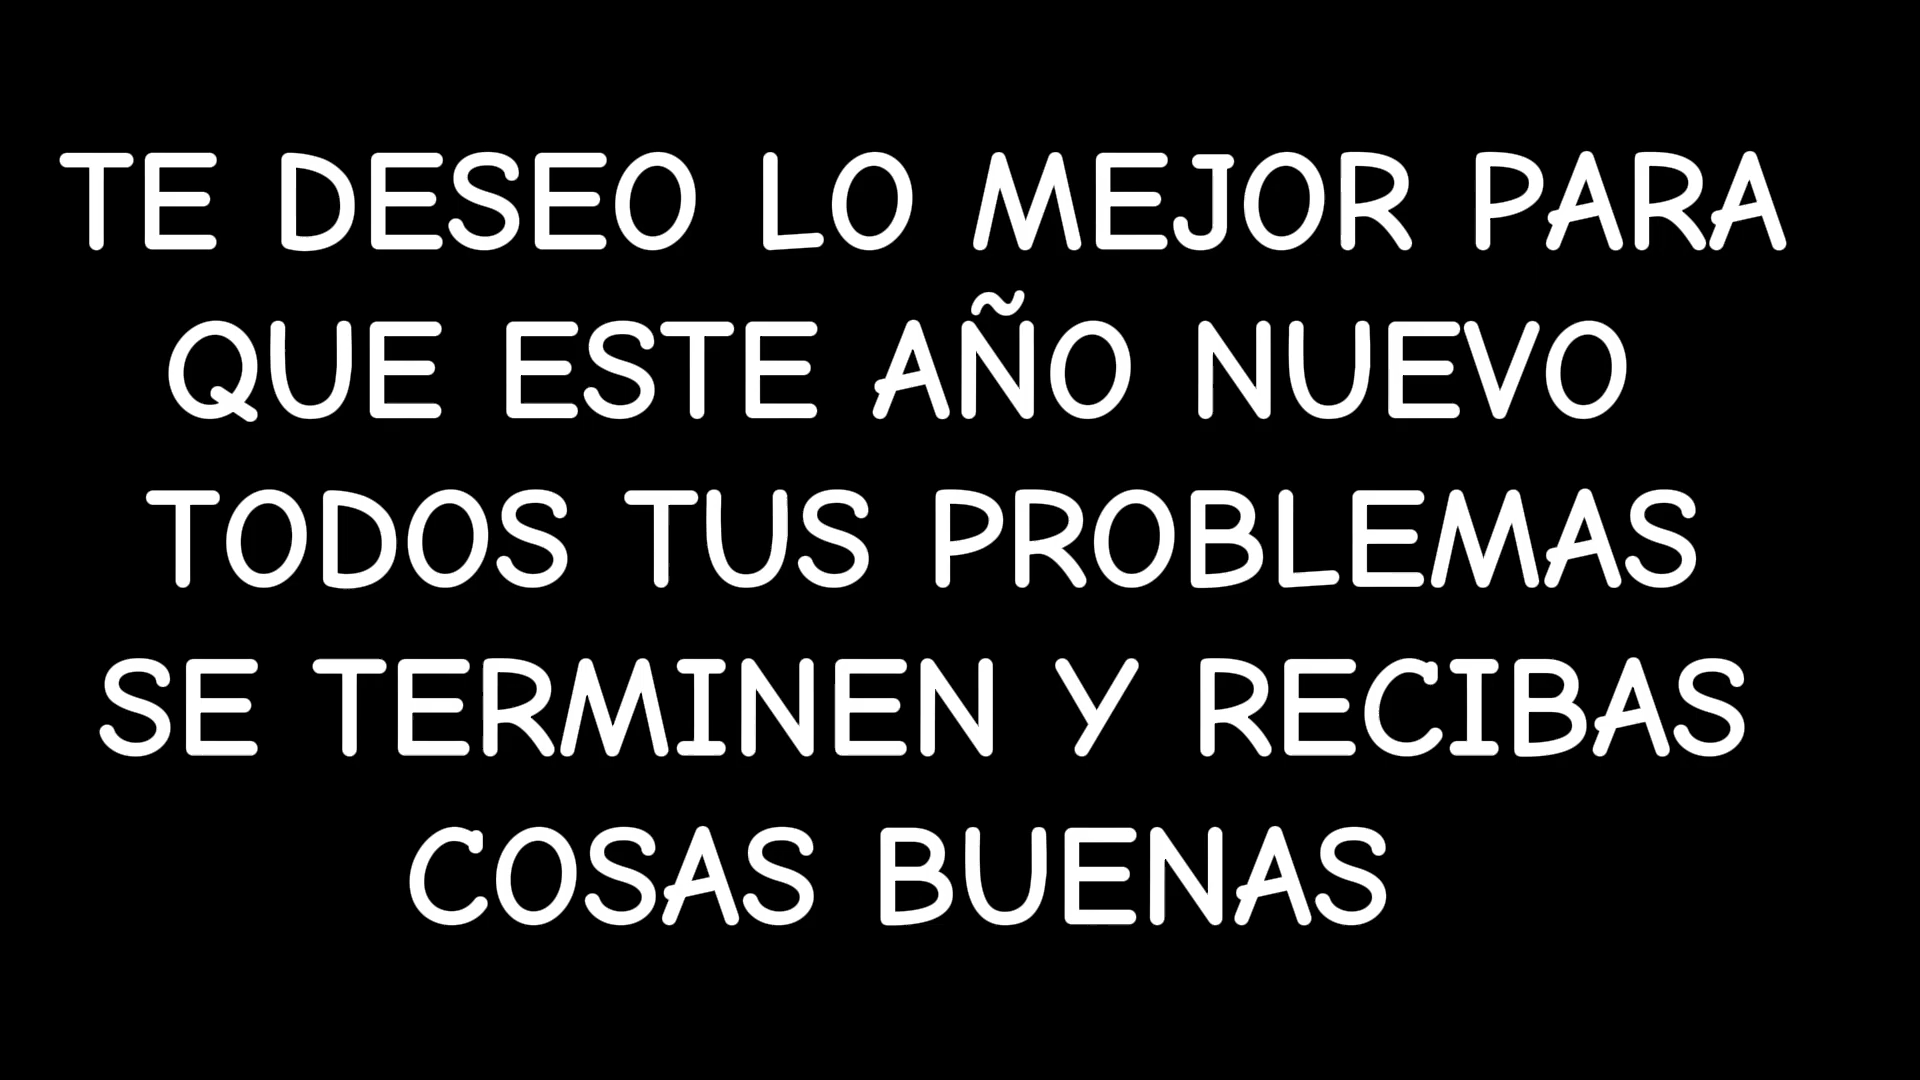 TE DESEO LO MEJOR PARA
QUE ESTE AÑO NUEVO
TODOS TUS PROBLEMAS
SE TERMINEN Y RECIBAS
COSAS BUENAS